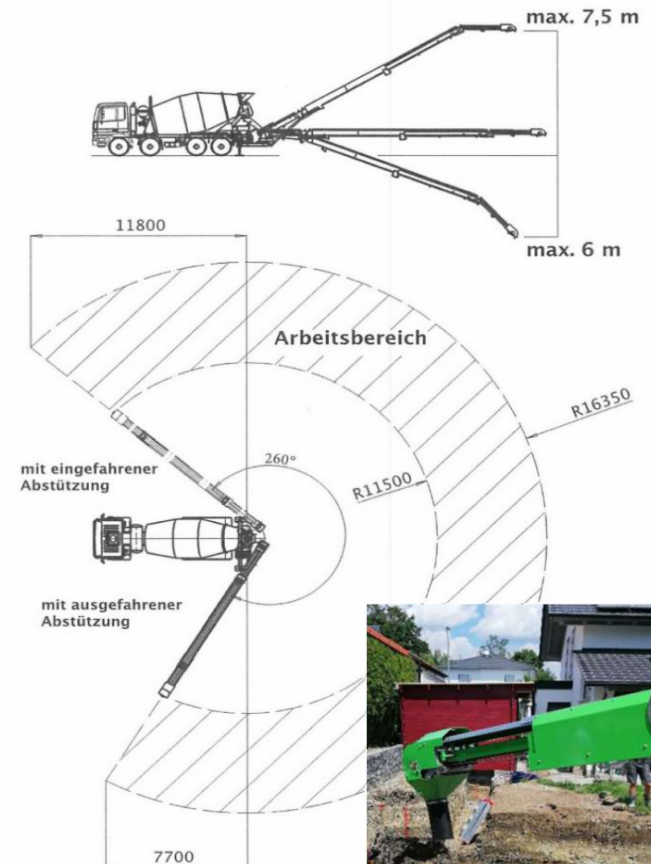 max. 7,5 m
max. 6 m
11800
Arbeitsbereich
R16350
mit eingefahrener
Abstützung
260°
R11500
mit ausgefahrener
Abstützung
7700